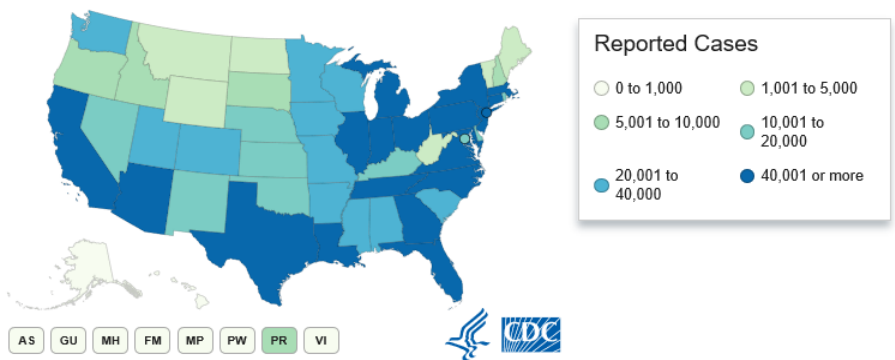 Reported Cases
0 to 1,000
1,001 to 5,000
5,001 to 10,000
10,001 to
20,000
20,001 to
40,000
40,001 or more
AS GU MH FM MP PW PR VI
CDC